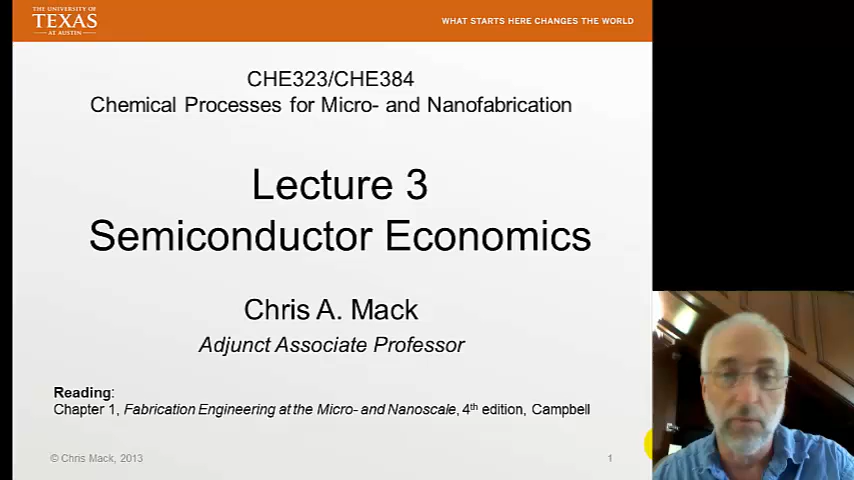 THE UNIVERSITY OF
TEXAS
AT AUSTIN
WHAT STARTS HERE CHANGES THE WORLD
CHE323/CHE384
Chemical Processes for Micro- and Nanofabrication
Lecture 3
Semiconductor Economics
Chris A. Mack
Adjunct Associate Professor
Reading:
Chapter 1, Fabrication Engineering at the Micro- and Nanoscale, 4th edition, Campbell
© Chris Mack, 2013
1